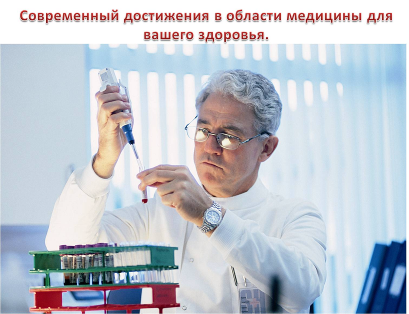 Современный достижения в области медицины для
вашего здоровья.